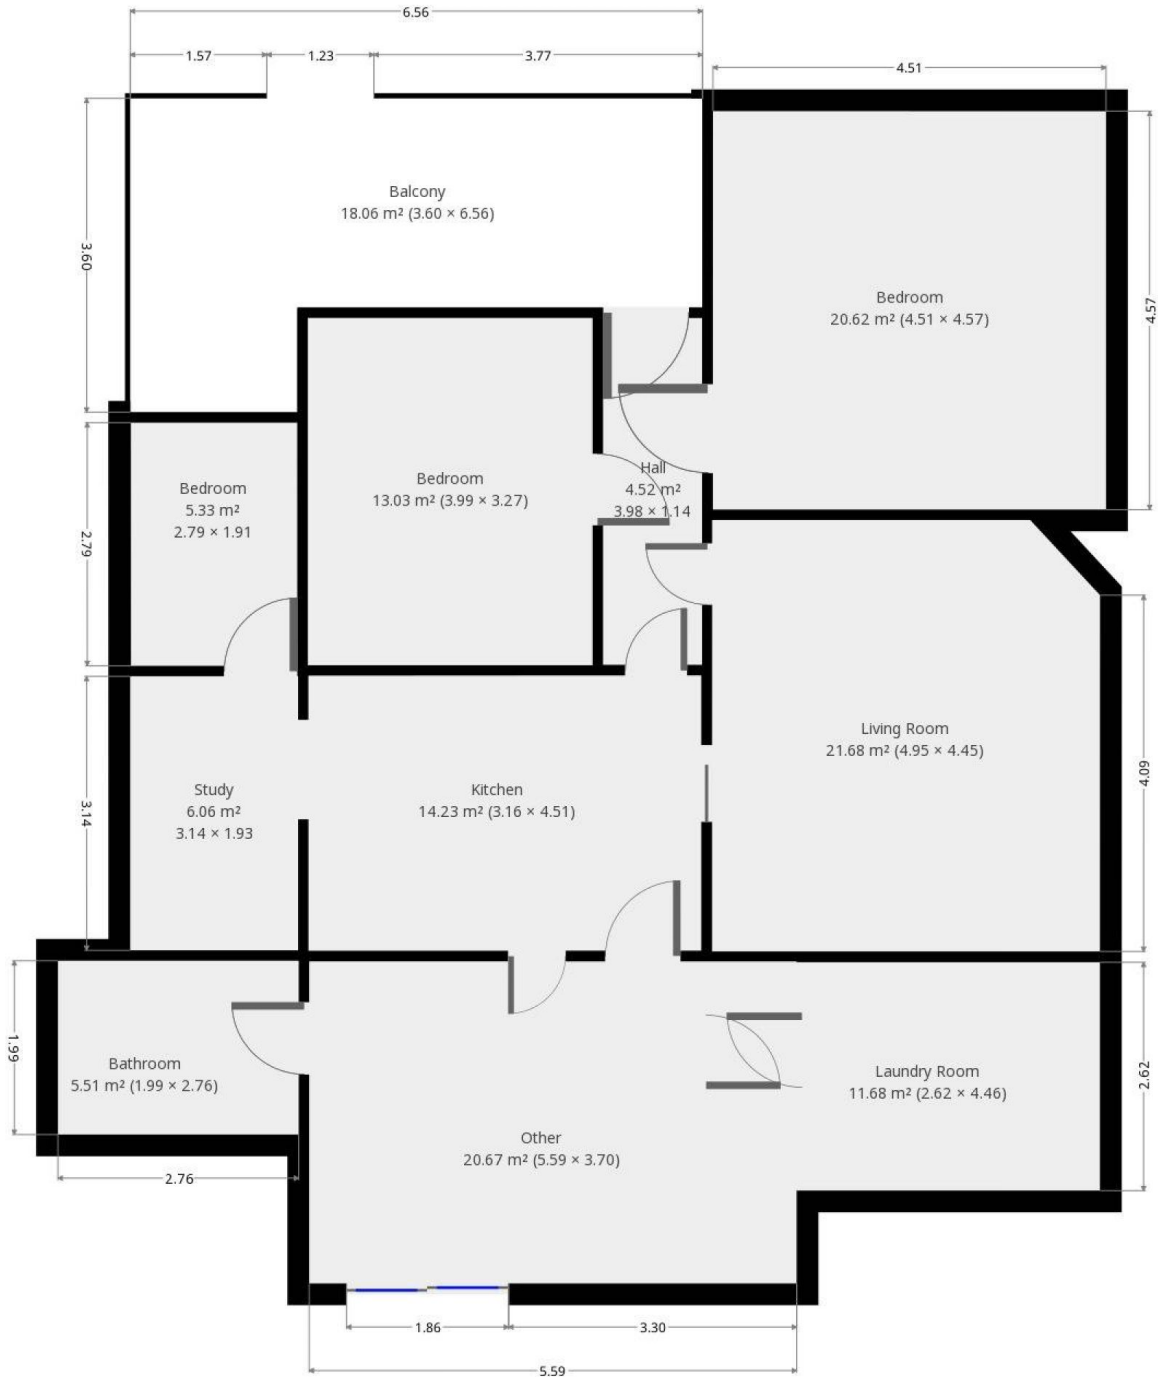 6.56
1.57
1.23
3.77
4.51
Balcony
18.06 m² (3.60 × 6.56)
3.60
Bedroom
20.62 m² (4.51 × 4.57)
4.57
Bedroom
13.03 m² (3.99 × 3.27)
Hall
4.52 m²
3.98 × 1.14
Bedroom
5.33 m²
2.79 × 1.91
2.79
Living Room
21.68 m² (4.95 × 4.45)
4.09
Study
6.06 m²
3.14 × 1.93
3.14
Kitchen
14.23 m² (3.16 × 4.51)
Bathroom
5.51 m² (1.99 × 2.76)
1.99
2.76
Laundry Room
11.68 m² (2.62 × 4.46)
2.62
Other
20.67 m² (5.59 × 3.70)
1.86
3.30
5.59